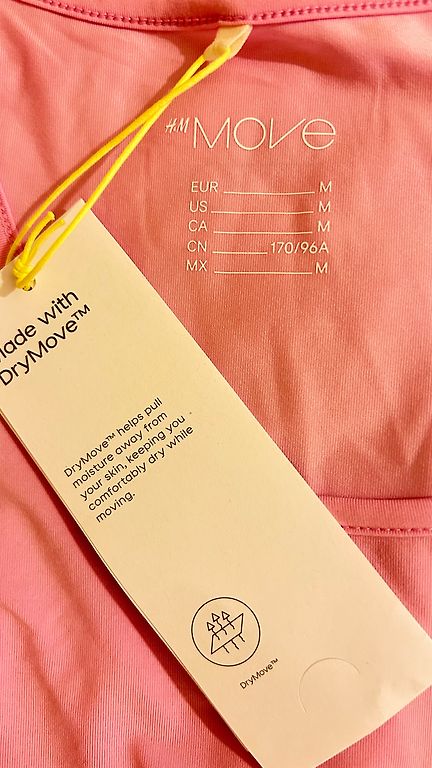 H&M MOVE
EUR M
US M
CA M
CN 170/96A
MX M
Made with
DryMove™
DryMove™ helps pull
moisture away from
your skin, keeping you
comfortably dry while
moving.
DryMove™